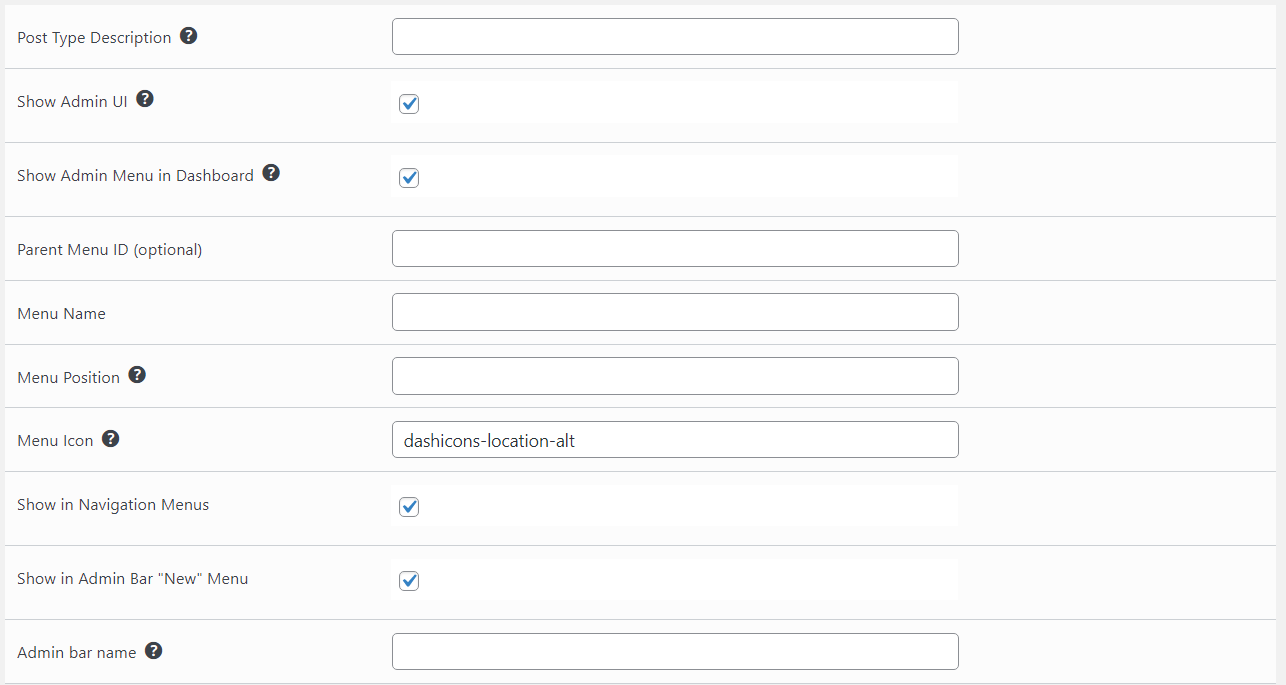 Post Type Description ?
Show Admin UI ?
Show Admin Menu in Dashboard ?
Parent Menu ID (optional)
Menu Name
Menu Position ?
Menu Icon ? dashicons-location-alt
Show in Navigation Menus
Show in Admin Bar "New" Menu
Admin bar name ?